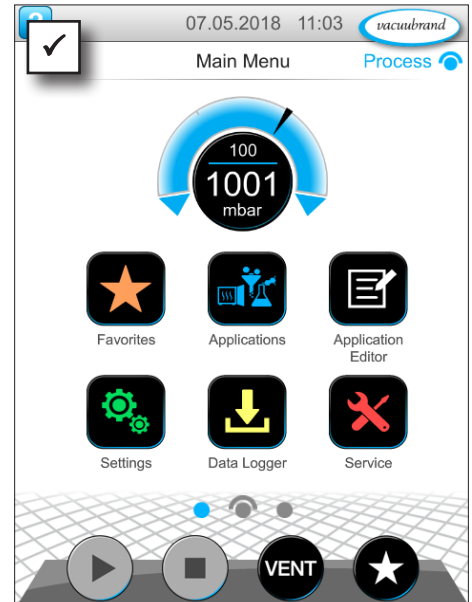 07.05.2018 11:03 vacuubrand
Main Menu Process
100
1001
mbar
Favorites Applications Application
Editor
Settings Data Logger Service
VENT